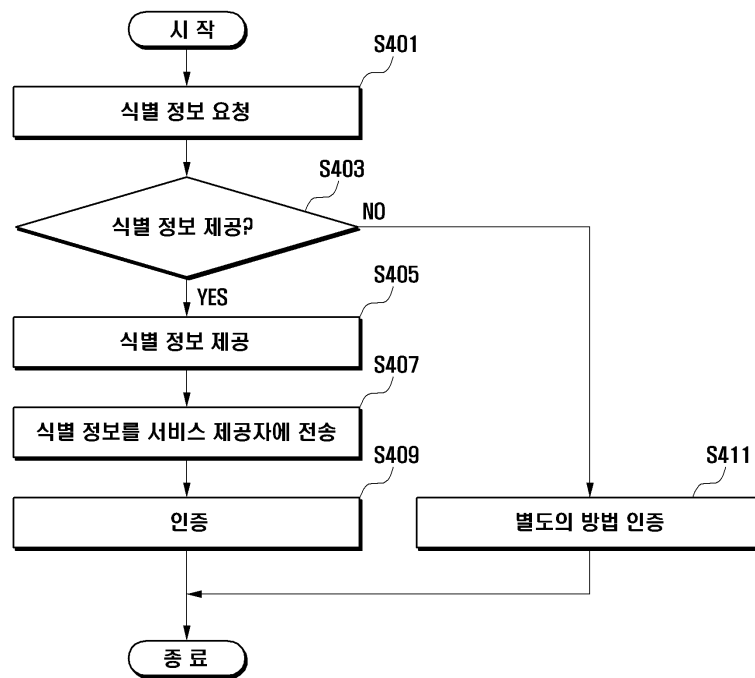 시 작
S401
식별 정보 요청
S403
식별 정보 제공?
NO
YES
S405
식별 정보 제공
S407
식별 정보를 서비스 제공자에 전송
S409
인증
S411
별도의 방법 인증
종 료